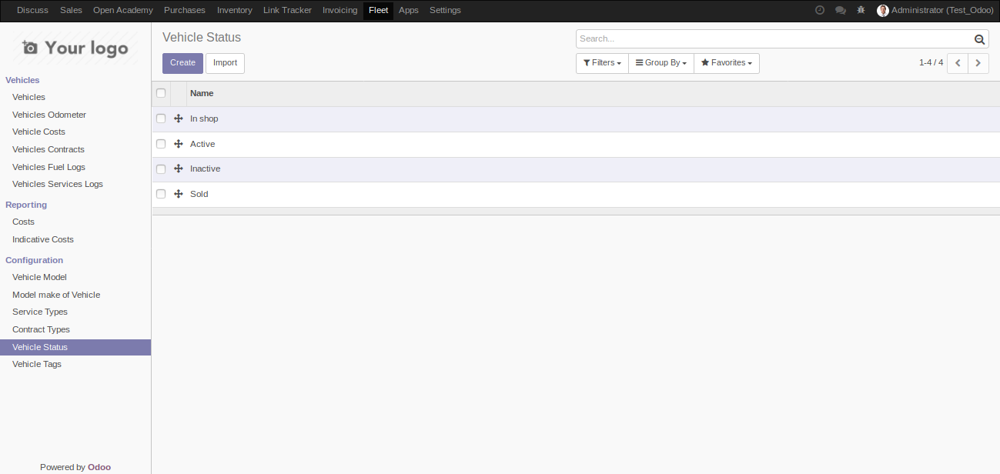 Discuss Sales Open Academy Purchases Inventory Link Tracker Invoicing Fleet Apps Settings Administrator (Test_Odoo)
Your logo
Vehicles
Vehicles
Vehicles Odometer
Vehicle Costs
Vehicles Contracts
Vehicles Fuel Logs
Vehicles Services Logs
Reporting
Costs
Indicative Costs
Configuration
Vehicle Model
Model make of Vehicle
Service Types
Contract Types
Vehicle Status
Vehicle Tags
Powered by Odoo
Vehicle Status
Search...
Create Import
Filters Group By Favorites
1-4 / 4
Name
In shop
Active
Inactive
Sold